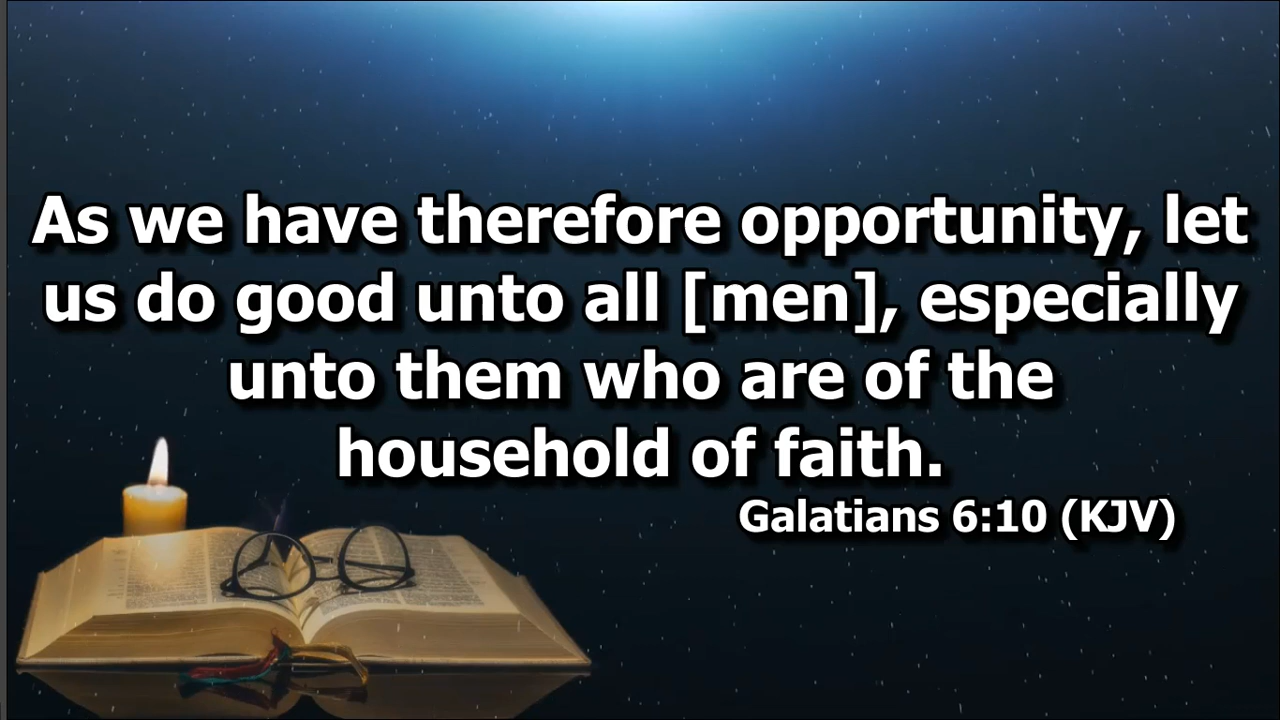 As we have therefore opportunity, let
us do good unto all [men], especially
unto them who are of the
household of faith.
Galatians 6:10 (KJV)